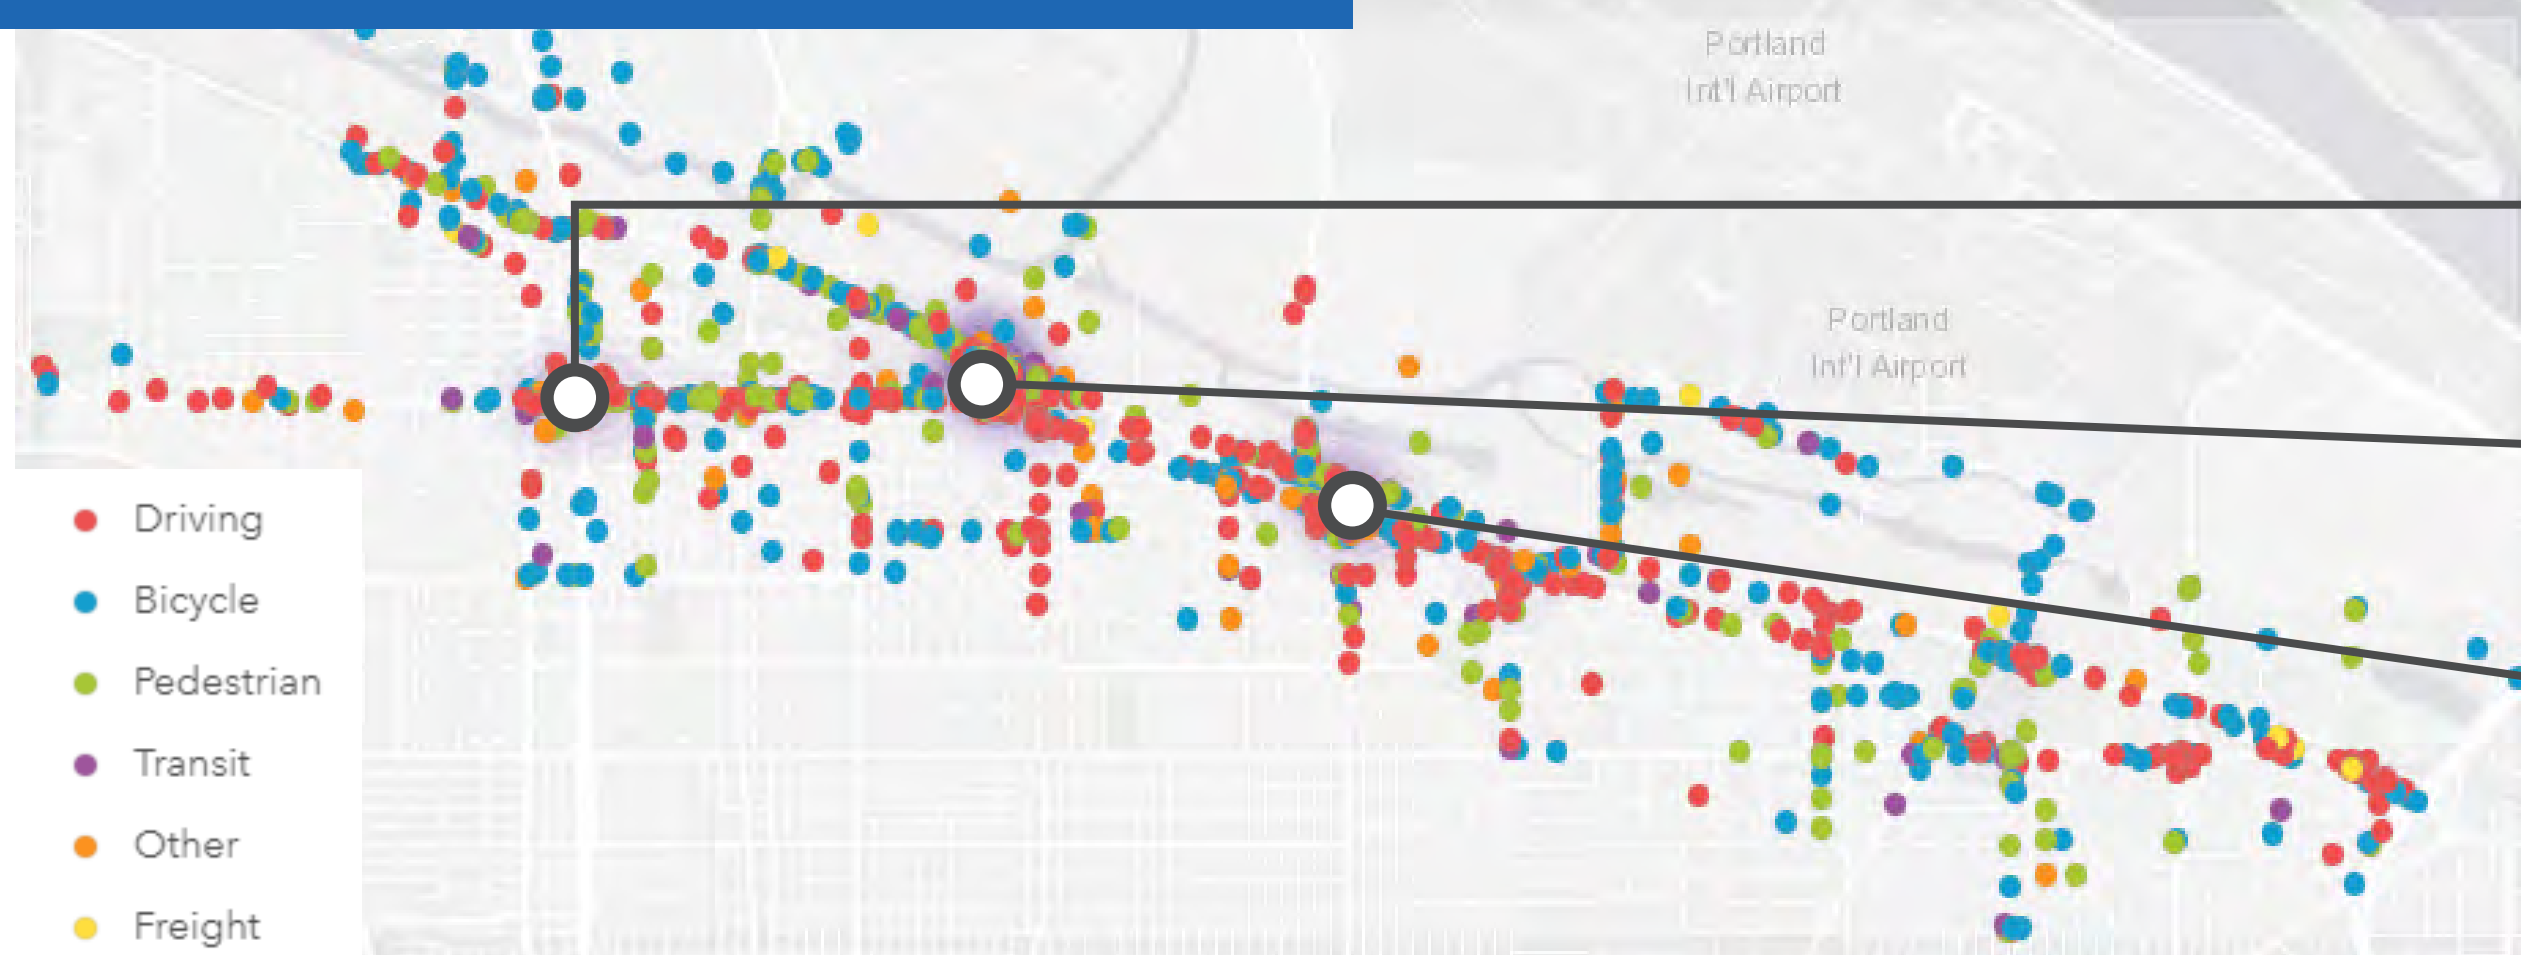 Portland
Int'l Airport
Portland
Int'l Airport
Driving
Bicycle
Pedestrian
Transit
Other
Freight